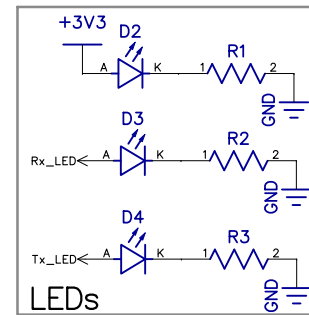 +3V3
D2
A K
R1
1 2
GND
D3
Rx_LED A K
R2
1 2
GND
D4
Tx_LED A K
R3
1 2
GND
LEDs